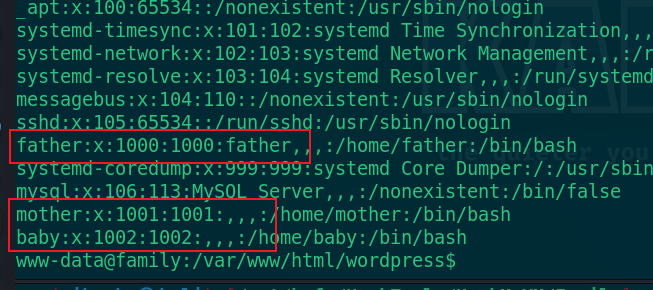 _apt:x:100:65534::/nonexistent:/usr/sbin/nologin
systemd-timesync:x:101:102:systemd Time Synchronization,,,
systemd-network:x:102:103:systemd Network Management,,,:/r
systemd-resolve:x:103:104:systemd Resolver,,,:/run/systemd
messagebus:x:104:110::/nonexistent:/usr/sbin/nologin
sshd:x:105:65534::/run/sshd:/usr/sbin/nologin
father:x:1000:1000:father,,,:/home/father:/bin/bash
the quieter you
systemd-coredump:x:999:999:systemd Core Dumper:/:/usr/sbin
mysql:x:106:113:MySQL Server,,,:/nonexistent:/bin/false
mother:x:1001:1001:,,,:/home/mother:/bin/bash
baby:x:1002:1002:,,,:/home/baby:/bin/bash
www-data@family:/var/www/html/wordpress$